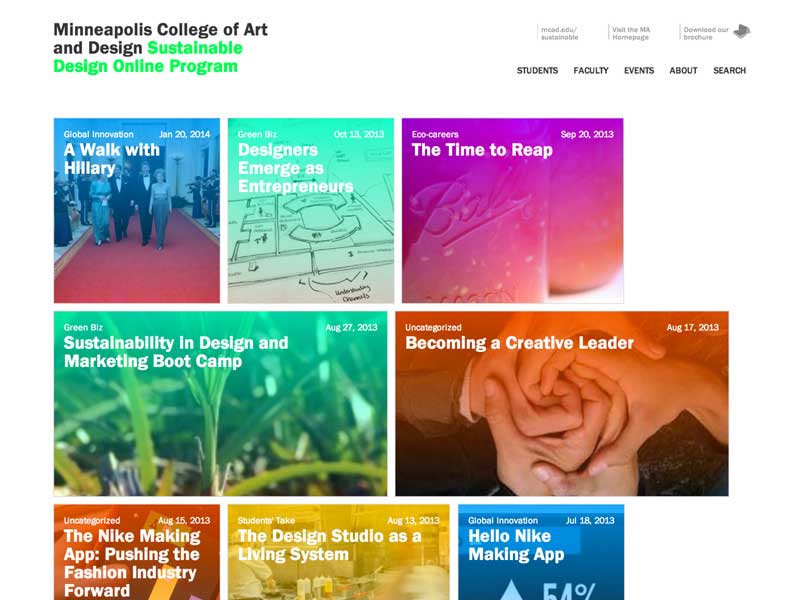 Minneapolis College of Art
and Design Sustainable
Design Online Program
mcad.edu/
sustainable
Visit the MA
Homepage
Download our
brochure
STUDENTS FACULTY EVENTS ABOUT SEARCH
Global Innovation Jan 20, 2014
A Walk with
Hillary
Green Biz Oct 13, 2013
Designers
Emerge as
Entrepreneurs
Understanding
Channels
Eco-careers Sep 20, 2013
The Time to Reap
Ball
MASON
Green Biz Aug 27, 2013
Sustainability in Design and
Marketing Boot Camp
Uncategorized Aug 17, 2013
Becoming a Creative Leader
Uncategorized Aug 15, 2013
The Nike Making
App: Pushing the
Fashion Industry
Forward
Students' Take Aug 13, 2013
The Design Studio as a
Living System
Global Innovation Jul 18, 2013
Hello Nike
Making App
54%